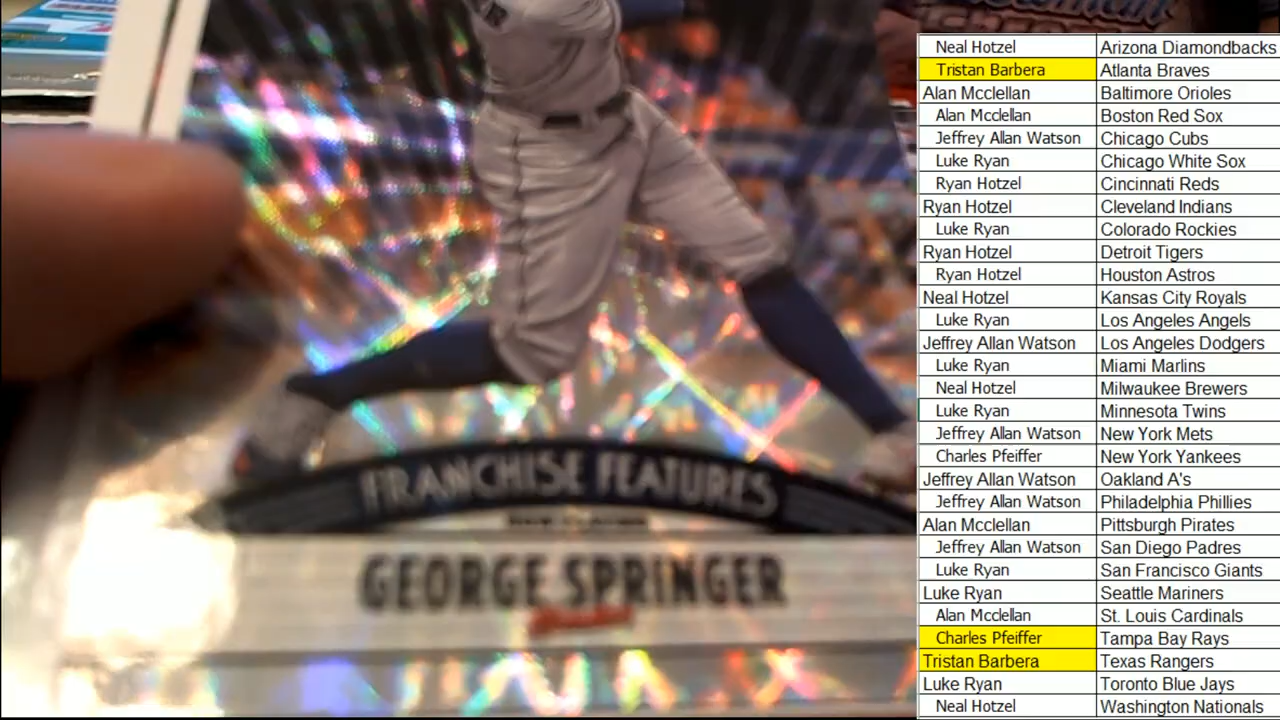 FRANCHISE FEATURES
GEORGE SPRINGER
Neal Hotzel Arizona Diamondbacks
Tristan Barbera Atlanta Braves
Alan Mcclellan Baltimore Orioles
Alan Mcclellan Boston Red Sox
Jeffrey Allan Watson Chicago Cubs
Luke Ryan Chicago White Sox
Ryan Hotzel Cincinnati Reds
Ryan Hotzel Cleveland Indians
Luke Ryan Colorado Rockies
Ryan Hotzel Detroit Tigers
Ryan Hotzel Houston Astros
Neal Hotzel Kansas City Royals
Luke Ryan Los Angeles Angels
Jeffrey Allan Watson Los Angeles Dodgers
Luke Ryan Miami Marlins
Neal Hotzel Milwaukee Brewers
Luke Ryan Minnesota Twins
Jeffrey Allan Watson New York Mets
Charles Pfeiffer New York Yankees
Jeffrey Allan Watson Oakland A's
Jeffrey Allan Watson Philadelphia Phillies
Alan Mcclellan Pittsburgh Pirates
Jeffrey Allan Watson San Diego Padres
Luke Ryan San Francisco Giants
Luke Ryan Seattle Mariners
Alan Mcclellan St. Louis Cardinals
Charles Pfeiffer Tampa Bay Rays
Tristan Barbera Texas Rangers
Luke Ryan Toronto Blue Jays
Neal Hotzel Washington Nationals